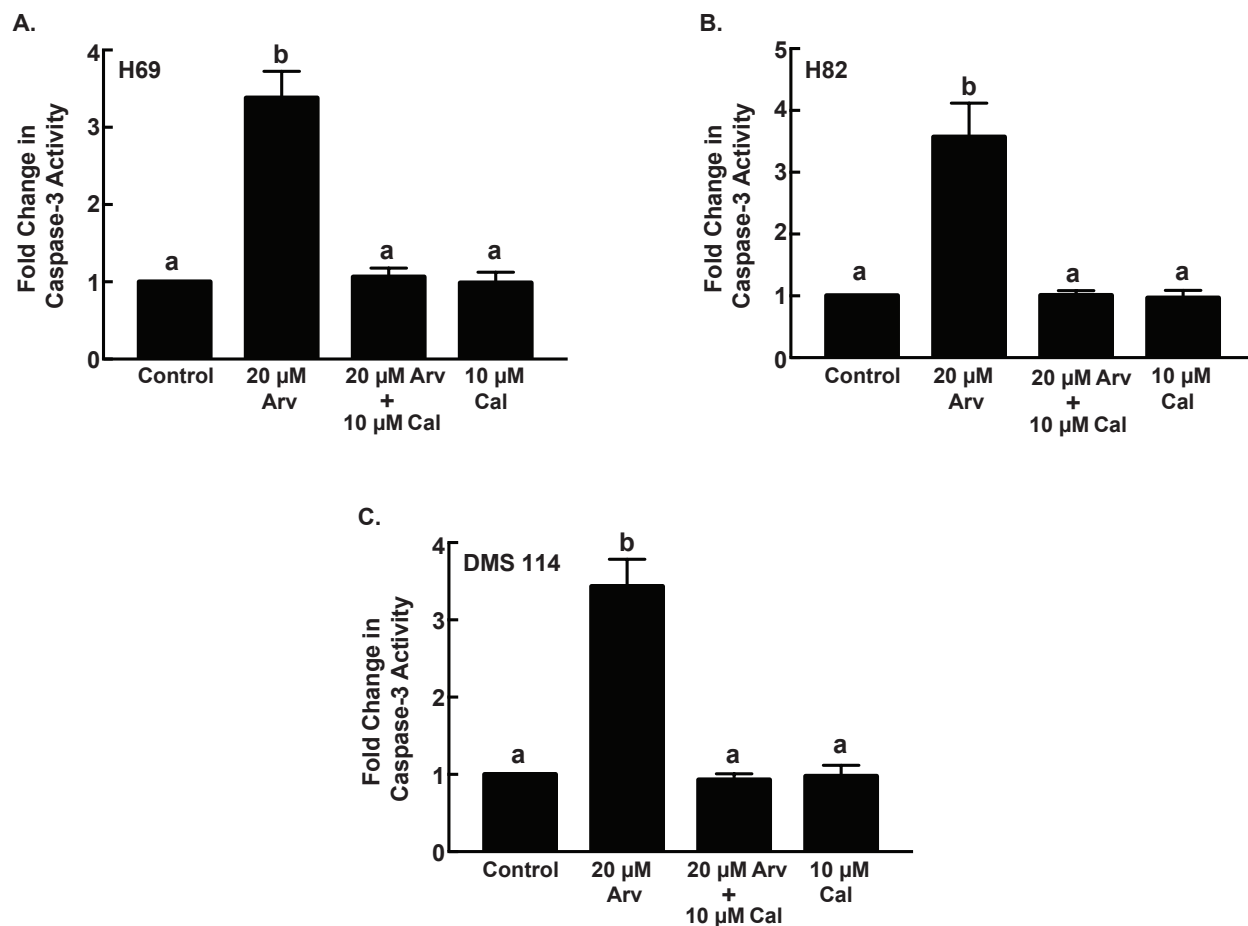 A.
H69
Fold Change in
Caspase-3 Activity
4
3
2
1
0
a
b
a
a
Control
20 µM
Arv
20 µM Arv
+
10 µM Cal
10 µM
Cal
B.
H82
Fold Change in
Caspase-3 Activity
5
4
3
2
1
0
a
b
a
a
Control
20 µM
Arv
20 µM Arv
+
10 µM Cal
10 µM
Cal
C.
DMS 114
Fold Change in
Caspase-3 Activity
4
3
2
1
0
a
b
a
a
Control
20 µM
Arv
20 µM Arv
+
10 µM Cal
10 µM
Cal